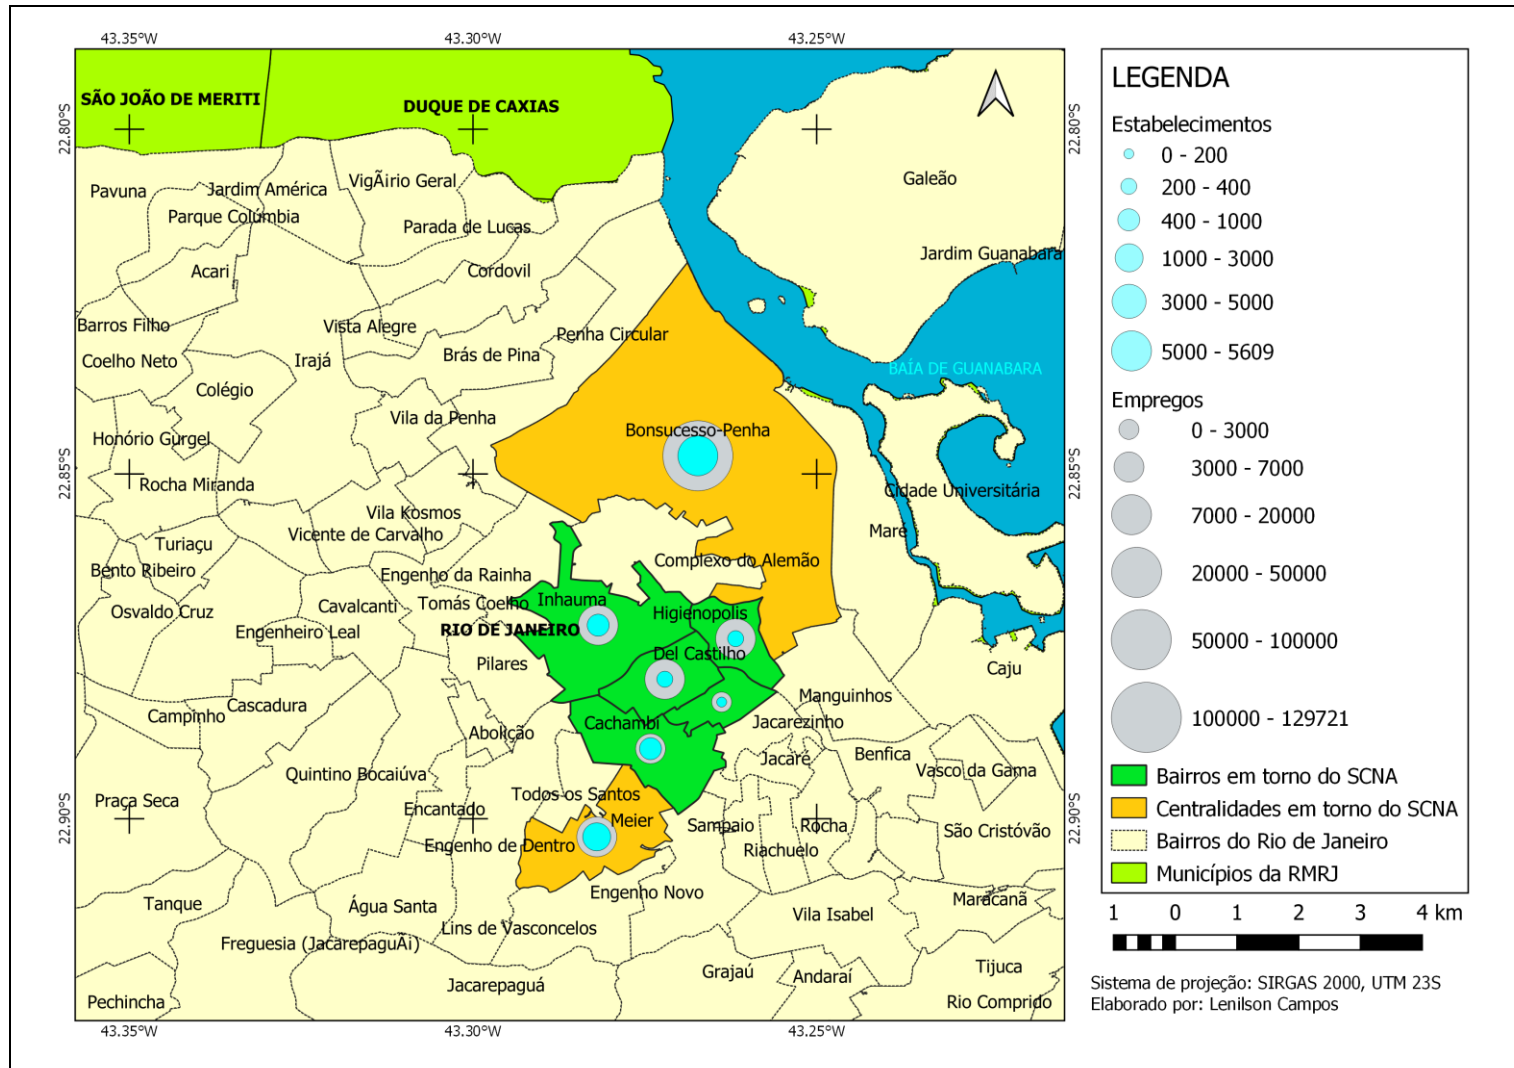 43.35°W
43.30°W
43.25°W
22.80°S
22.80°S
SÃO JOÃO DE MERITI
DUQUE DE CAXIAS
Pavuna
Jardim América
VigÃirio Geral
Galeão
Parque Colúmbia
Parada de Lucas
Jardim Guanabara
Acari
Cordovil
Barros Filho
Vista Alegre
Penha Circular
Coelho Neto
Irajá
Brás de Pina
BAÍA DE GUANABARA
Colégio
Vila da Penha
Bonsucesso-Penha
Honório Gurgel
22.85°S
22.85°S
Rocha Miranda
Cidade Universitária
Vila Kosmos
Vicente de Carvalho
Maré
Turiaçu
Bento Ribeiro
Engenho da Rainha
Complexo do Alemão
Osvaldo Cruz
Cavalcanti
Tomás Coelho
Inhauma
Higienopolis
Engenheiro Leal
RIO DE JANEIRO
Pilares
Del Castilho
Caju
Manguinhos
Campinho
Cascadura
Abolição
Cachambi
Jacarezinho
Jacaré
Benfica
Vasco da Gama
Quintino Bocaiúva
Praça Seca
Encantado
Todos os Santos
Meier
Sampaio
Rocha
São Cristóvão
22.90°S
22.90°S
Engenho de Dentro
Riachuelo
Engenho Novo
Tanque
Água Santa
Vila Isabel
Maracanã
Freguesia (JacarepaguÃi)
Lins de Vasconcelos
Grajaú
Andaraí
Tijuca
Jacarepaguá
Pechincha
Rio Comprido
43.35°W
43.30°W
43.25°W
LEGENDA
Estabelecimentos
0 - 200
200 - 400
400 - 1000
1000 - 3000
3000 - 5000
5000 - 5609
Empregos
0 - 3000
3000 - 7000
7000 - 20000
20000 - 50000
50000 - 100000
100000 - 129721
Bairros em torno do SCNA
Centralidades em torno do SCNA
Bairros do Rio de Janeiro
Municípios da RMRJ
1 0 1 2 3 4 km
Sistema de projeção: SIRGAS 2000, UTM 23S
Elaborado por: Lenilson Campos